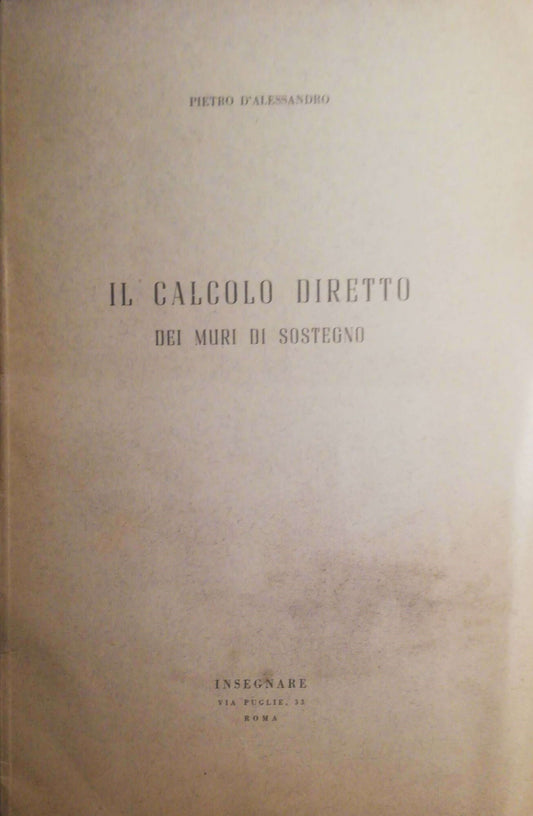 PIETRO D'ALESSANDRO
IL CALCOLO DIRETTO
DEI MURI DI SOSTEGNO
INSEGNARE
VIA PUGLIE, 33
ROMA